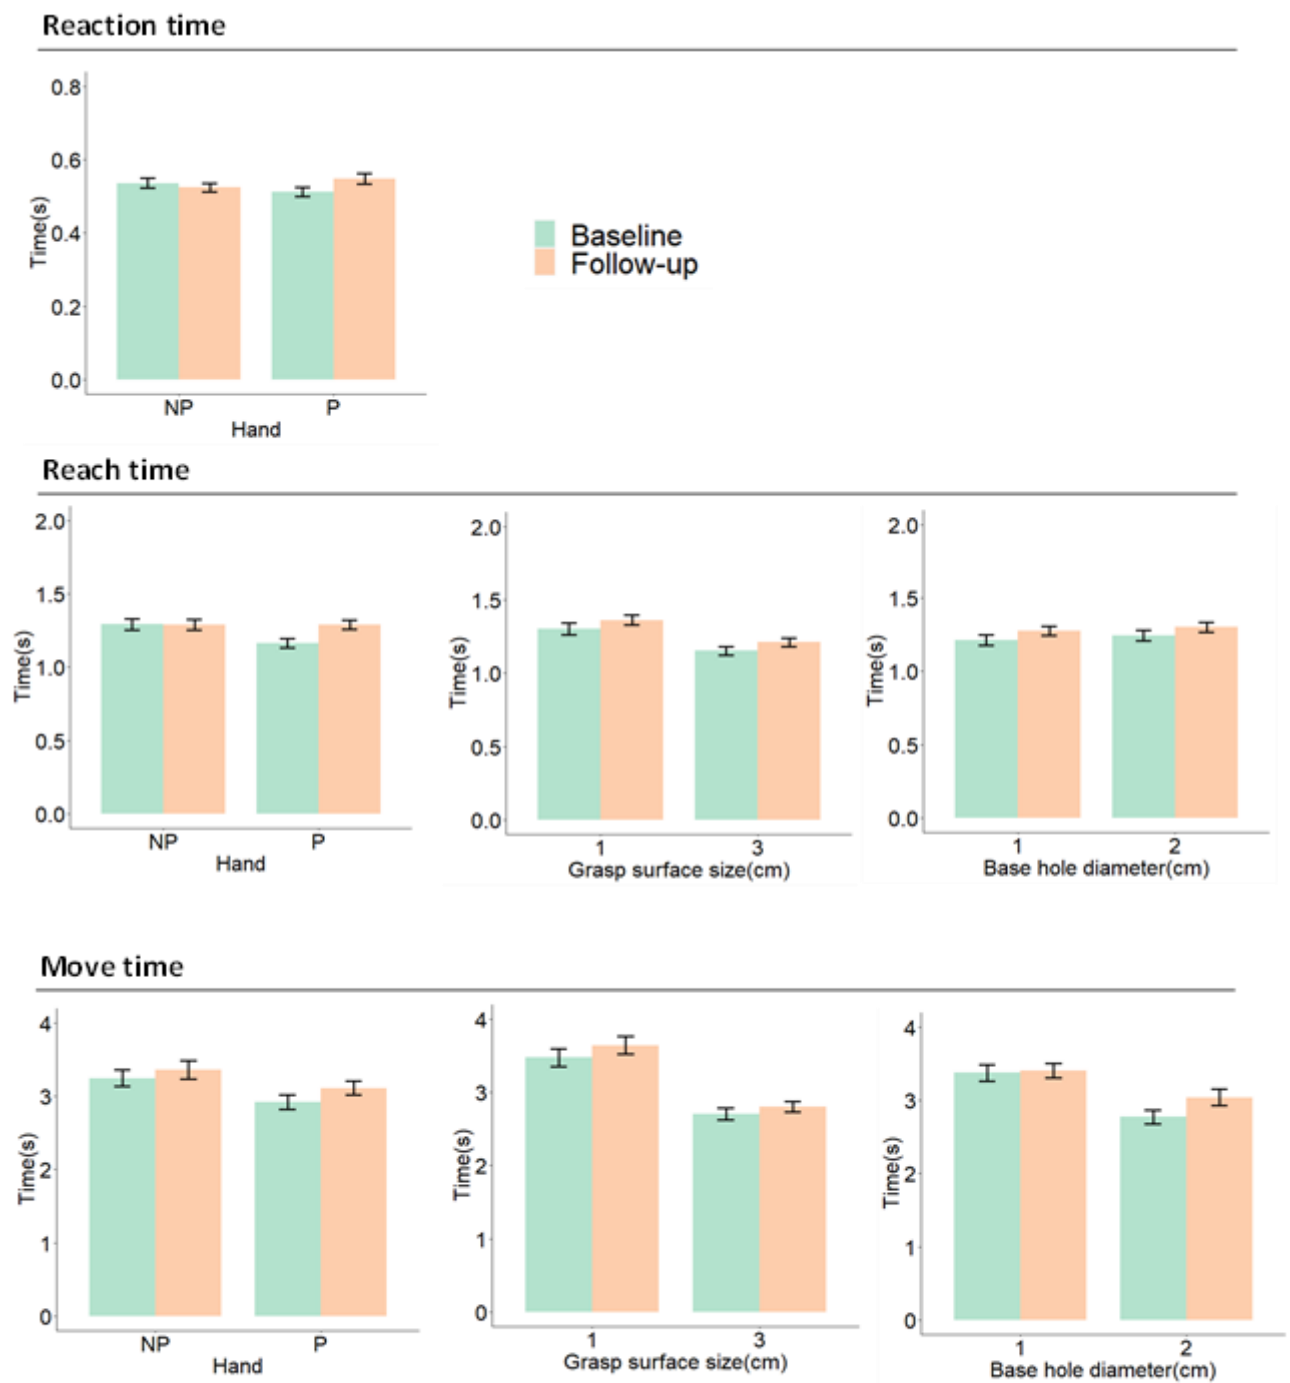 Reaction time
0.8
0.6
0.4
0.2
0.0
Time(s)
NP P
Hand
Baseline
Follow-up
Reach time
2.0
1.5
1.0
0.5
0.0
Time(s)
NP P
Hand
2.0
1.5
1.0
0.5
0.0
Time(s)
1 3
Grasp surface size(cm)
2.0
1.5
1.0
0.5
0.0
Time(s)
1 2
Base hole diameter(cm)
Move time
4
3
2
1
0
Time(s)
NP P
Hand
4
3
2
1
0
Time(s)
1 3
Grasp surface size(cm)
4
3
2
1
0
Time(s)
1 2
Base hole diameter(cm)